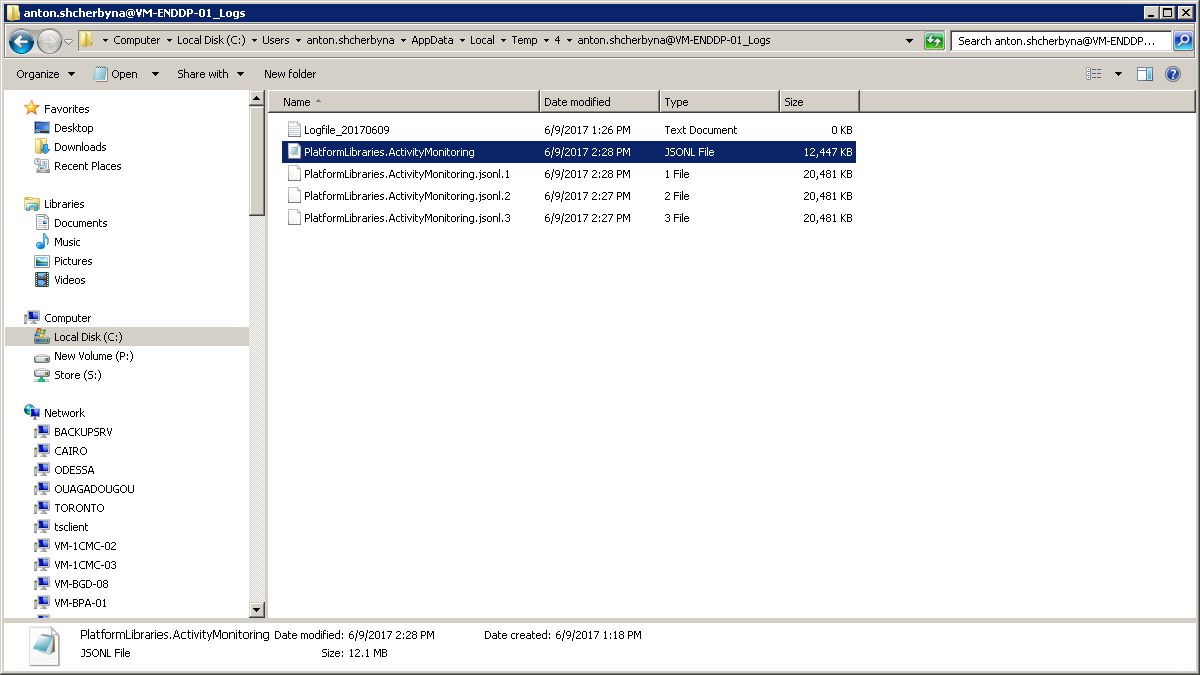 anton.shcherbyna@VM-ENDDP-01_Logs
Computer Local Disk (C:) Users anton.shcherbyna AppData Local Temp 4 anton.shcherbyna@VM-ENDDP-01_Logs Search anton.shcherbyna@VM-ENDDP...
Organize Open Share with New folder
Favorites
Desktop
Downloads
Recent Places
Libraries
Documents
Music
Pictures
Videos
Computer
Local Disk (C:)
New Volume (P:)
Store (S:)
Network
BACKUPSRV
CAIRO
ODESSA
OUAGADOUGOU
TORONTO
tsclient
VM-1CMC-02
VM-1CMC-03
VM-BGD-08
VM-BPA-01
Name Date modified Type Size
Logfile_20170609 6/9/2017 1:26 PM Text Document 0 KB
PlatformLibraries.ActivityMonitoring 6/9/2017 2:28 PM JSONL File 12,447 KB
PlatformLibraries.ActivityMonitoring.jsonl.1 6/9/2017 2:28 PM 1 File 20,481 KB
PlatformLibraries.ActivityMonitoring.jsonl.2 6/9/2017 2:27 PM 2 File 20,481 KB
PlatformLibraries.ActivityMonitoring.jsonl.3 6/9/2017 2:27 PM 3 File 20,481 KB
PlatformLibraries.ActivityMonitoring Date modified: 6/9/2017 2:28 PM Date created: 6/9/2017 1:18 PM
JSONL File Size: 12.1 MB